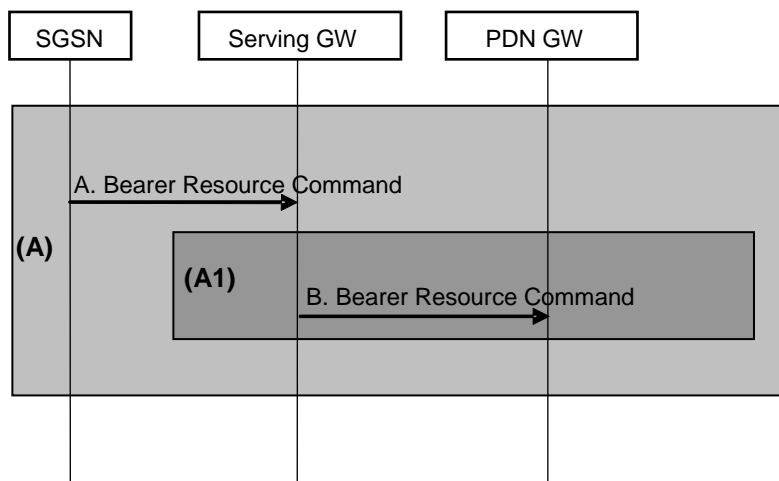 SGSN
Serving GW
PDN GW
A. Bearer Resource Command
(A)
(A1)
B. Bearer Resource Command